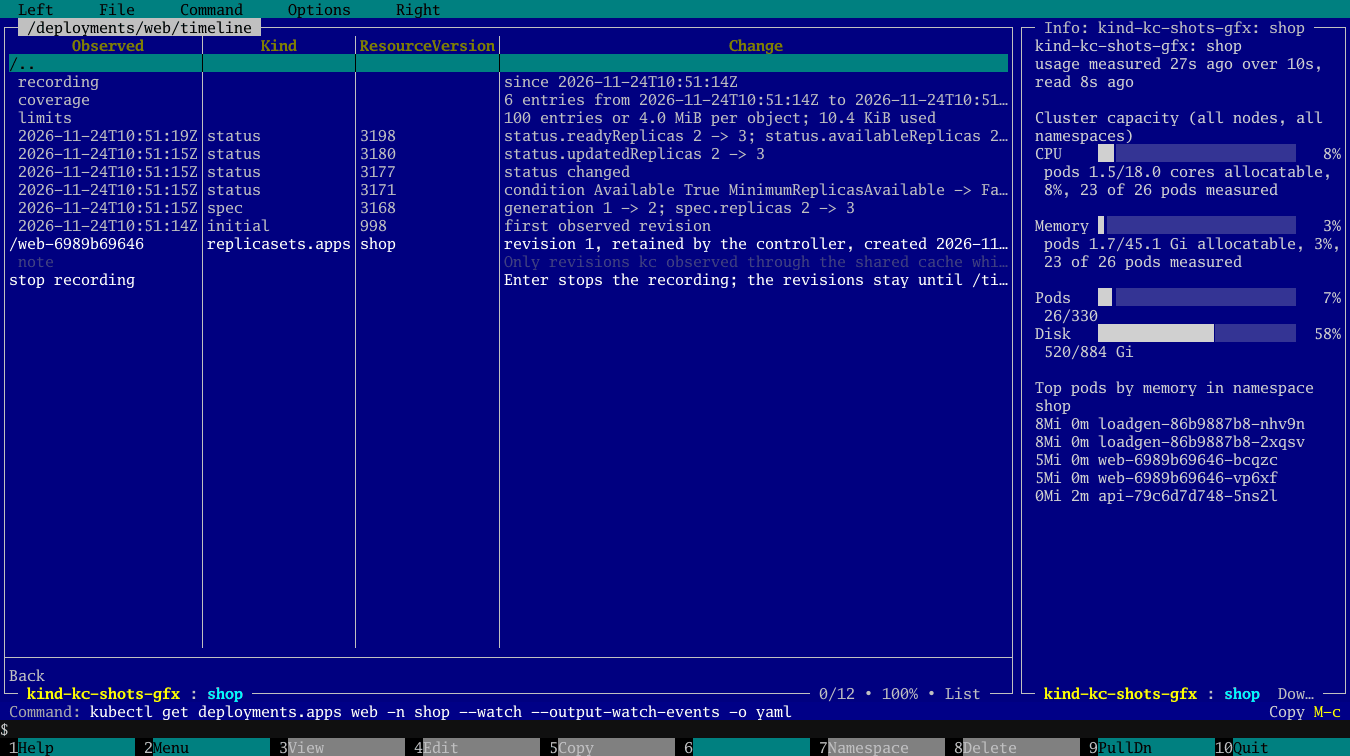 Left File Command Options Right
/deployments/web/timeline
Observed Kind ResourceVersion Change
/..
recording since 2026-11-24T10:51:14Z
coverage 6 entries from 2026-11-24T10:51:14Z to 2026-11-24T10:51…
limits 100 entries or 4.0 MiB per object; 10.4 KiB used
2026-11-24T10:51:19Z status 3198 status.readyReplicas 2 -> 3; status.availableReplicas 2…
2026-11-24T10:51:15Z status 3180 status.updatedReplicas 2 -> 3
2026-11-24T10:51:15Z status 3177 status changed
2026-11-24T10:51:15Z status 3171 condition Available True MinimumReplicasAvailable -> Fa…
2026-11-24T10:51:15Z spec 3168 generation 1 -> 2; spec.replicas 2 -> 3
2026-11-24T10:51:14Z initial 998 first observed revision
/web-6989b69646 replicasets.apps shop revision 1, retained by the controller, created 2026-11…
note Only revisions kc observed through the shared cache whi…
stop recording Enter stops the recording; the revisions stay until /ti…
Back
kind-kc-shots-gfx : shop 0/12 • 100% • List
Info: kind-kc-shots-gfx: shop
kind-kc-shots-gfx: shop
usage measured 27s ago over 10s,
read 8s ago
Cluster capacity (all nodes, all
namespaces)
CPU 8%
pods 1.5/18.0 cores allocatable,
8%, 23 of 26 pods measured
Memory 3%
pods 1.7/45.1 Gi allocatable, 3%,
23 of 26 pods measured
Pods 7%
26/330
Disk 58%
520/884 Gi
Top pods by memory in namespace
shop
8Mi 0m loadgen-86b9887b8-nhv9n
8Mi 0m loadgen-86b9887b8-2xqsv
5Mi 0m web-6989b69646-bcqzc
5Mi 0m web-6989b69646-vp6xf
0Mi 2m api-79c6d7d748-5ns2l
kind-kc-shots-gfx : shop Dow…
Command: kubectl get deployments.apps web -n shop --watch --output-watch-events -o yaml Copy M-c
$
1Help 2Menu 3View 4Edit 5Copy 6 7Namespace 8Delete 9PullDn 10Quit